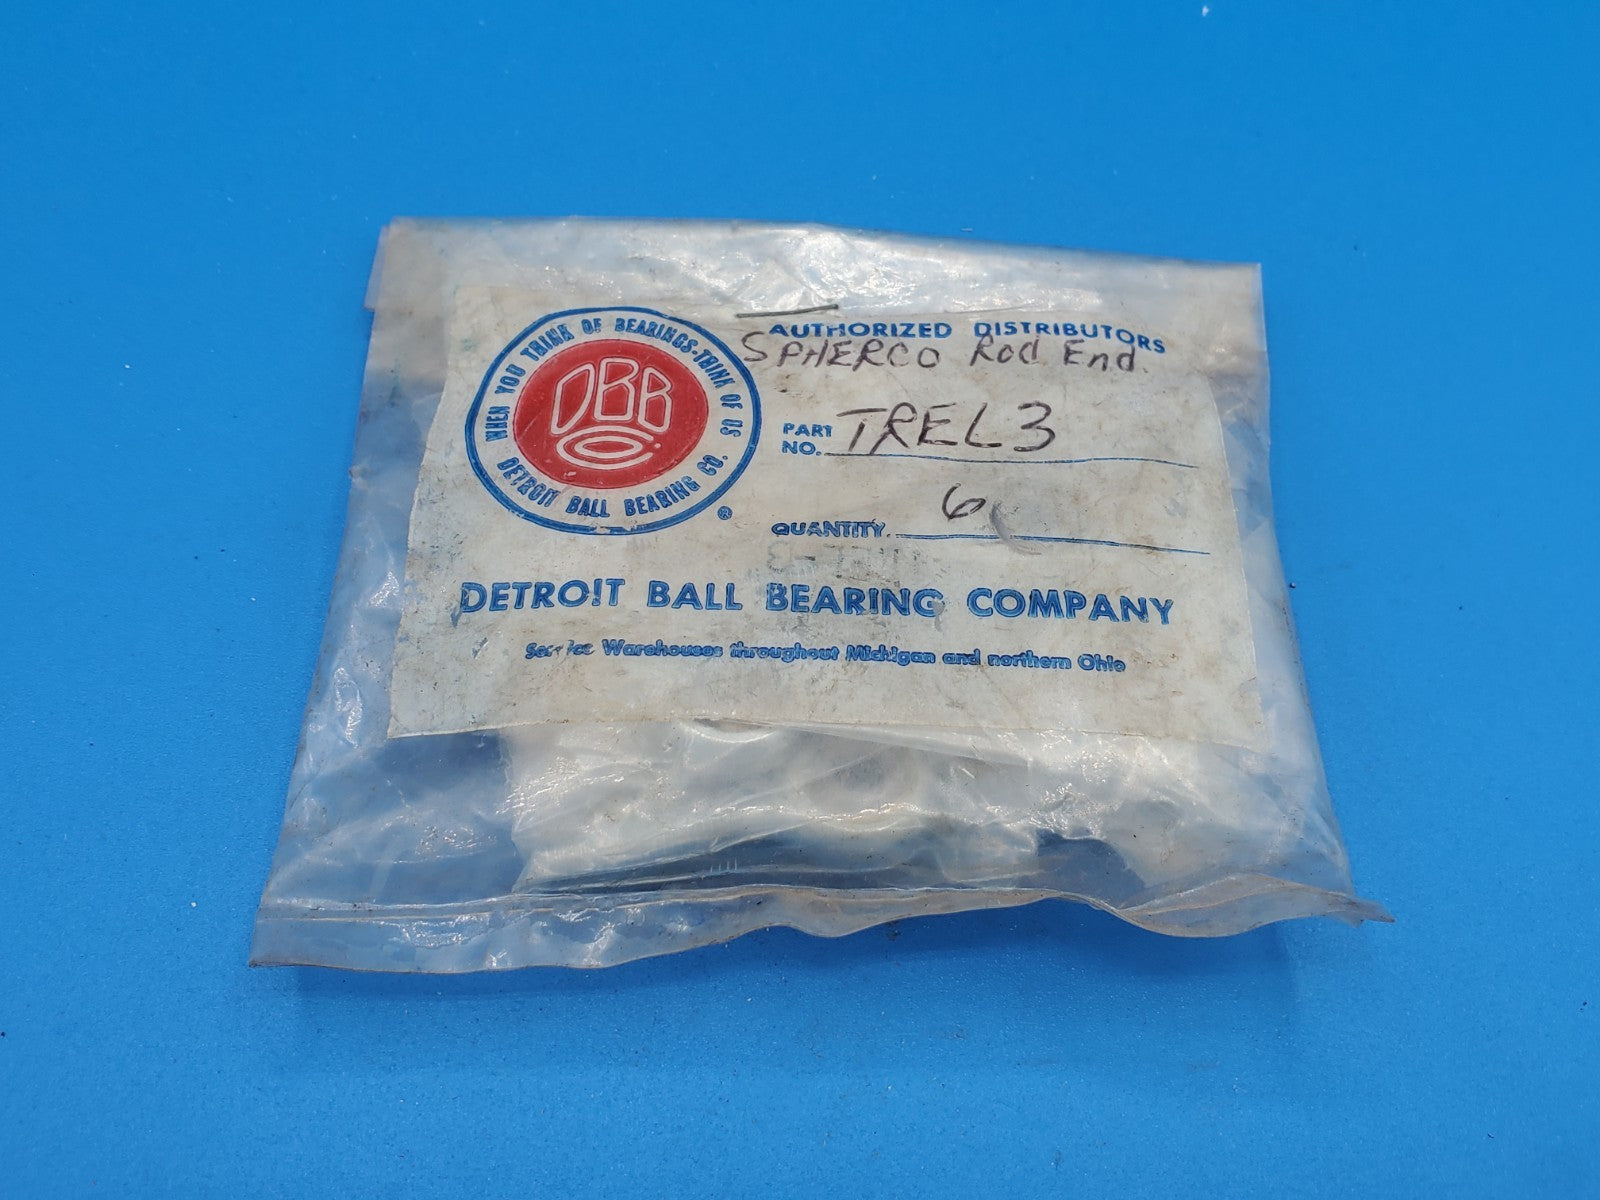 WHEN YOU THINK OF BEARINGS-THINK OF US
DBB
CO.
DETROIT BALL BEARING CO.
®
AUTHORIZED DISTRIBUTORS
SPHERCO Rod End.
PART
NO. TREL3
QUANTITY. 6
DETROIT BALL BEARING COMPANY
Service Warehouses throughout Michigan and northern Ohio